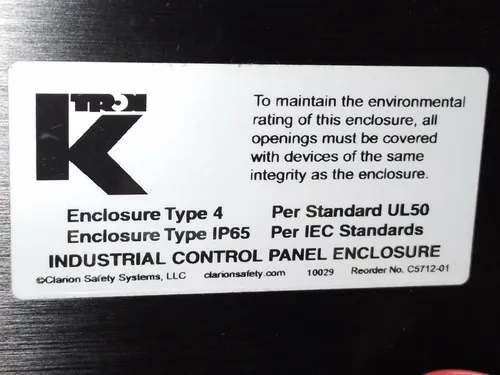 K TRON
To maintain the environmental
rating of this enclosure, all
openings must be covered
with devices of the same
integrity as the enclosure.
Enclosure Type 4 Per Standard UL50
Enclosure Type IP65 Per IEC Standards
INDUSTRIAL CONTROL PANEL ENCLOSURE
©Clarion Safety Systems, LLC clarionsafety.com 10029 Reorder No. C5712-01